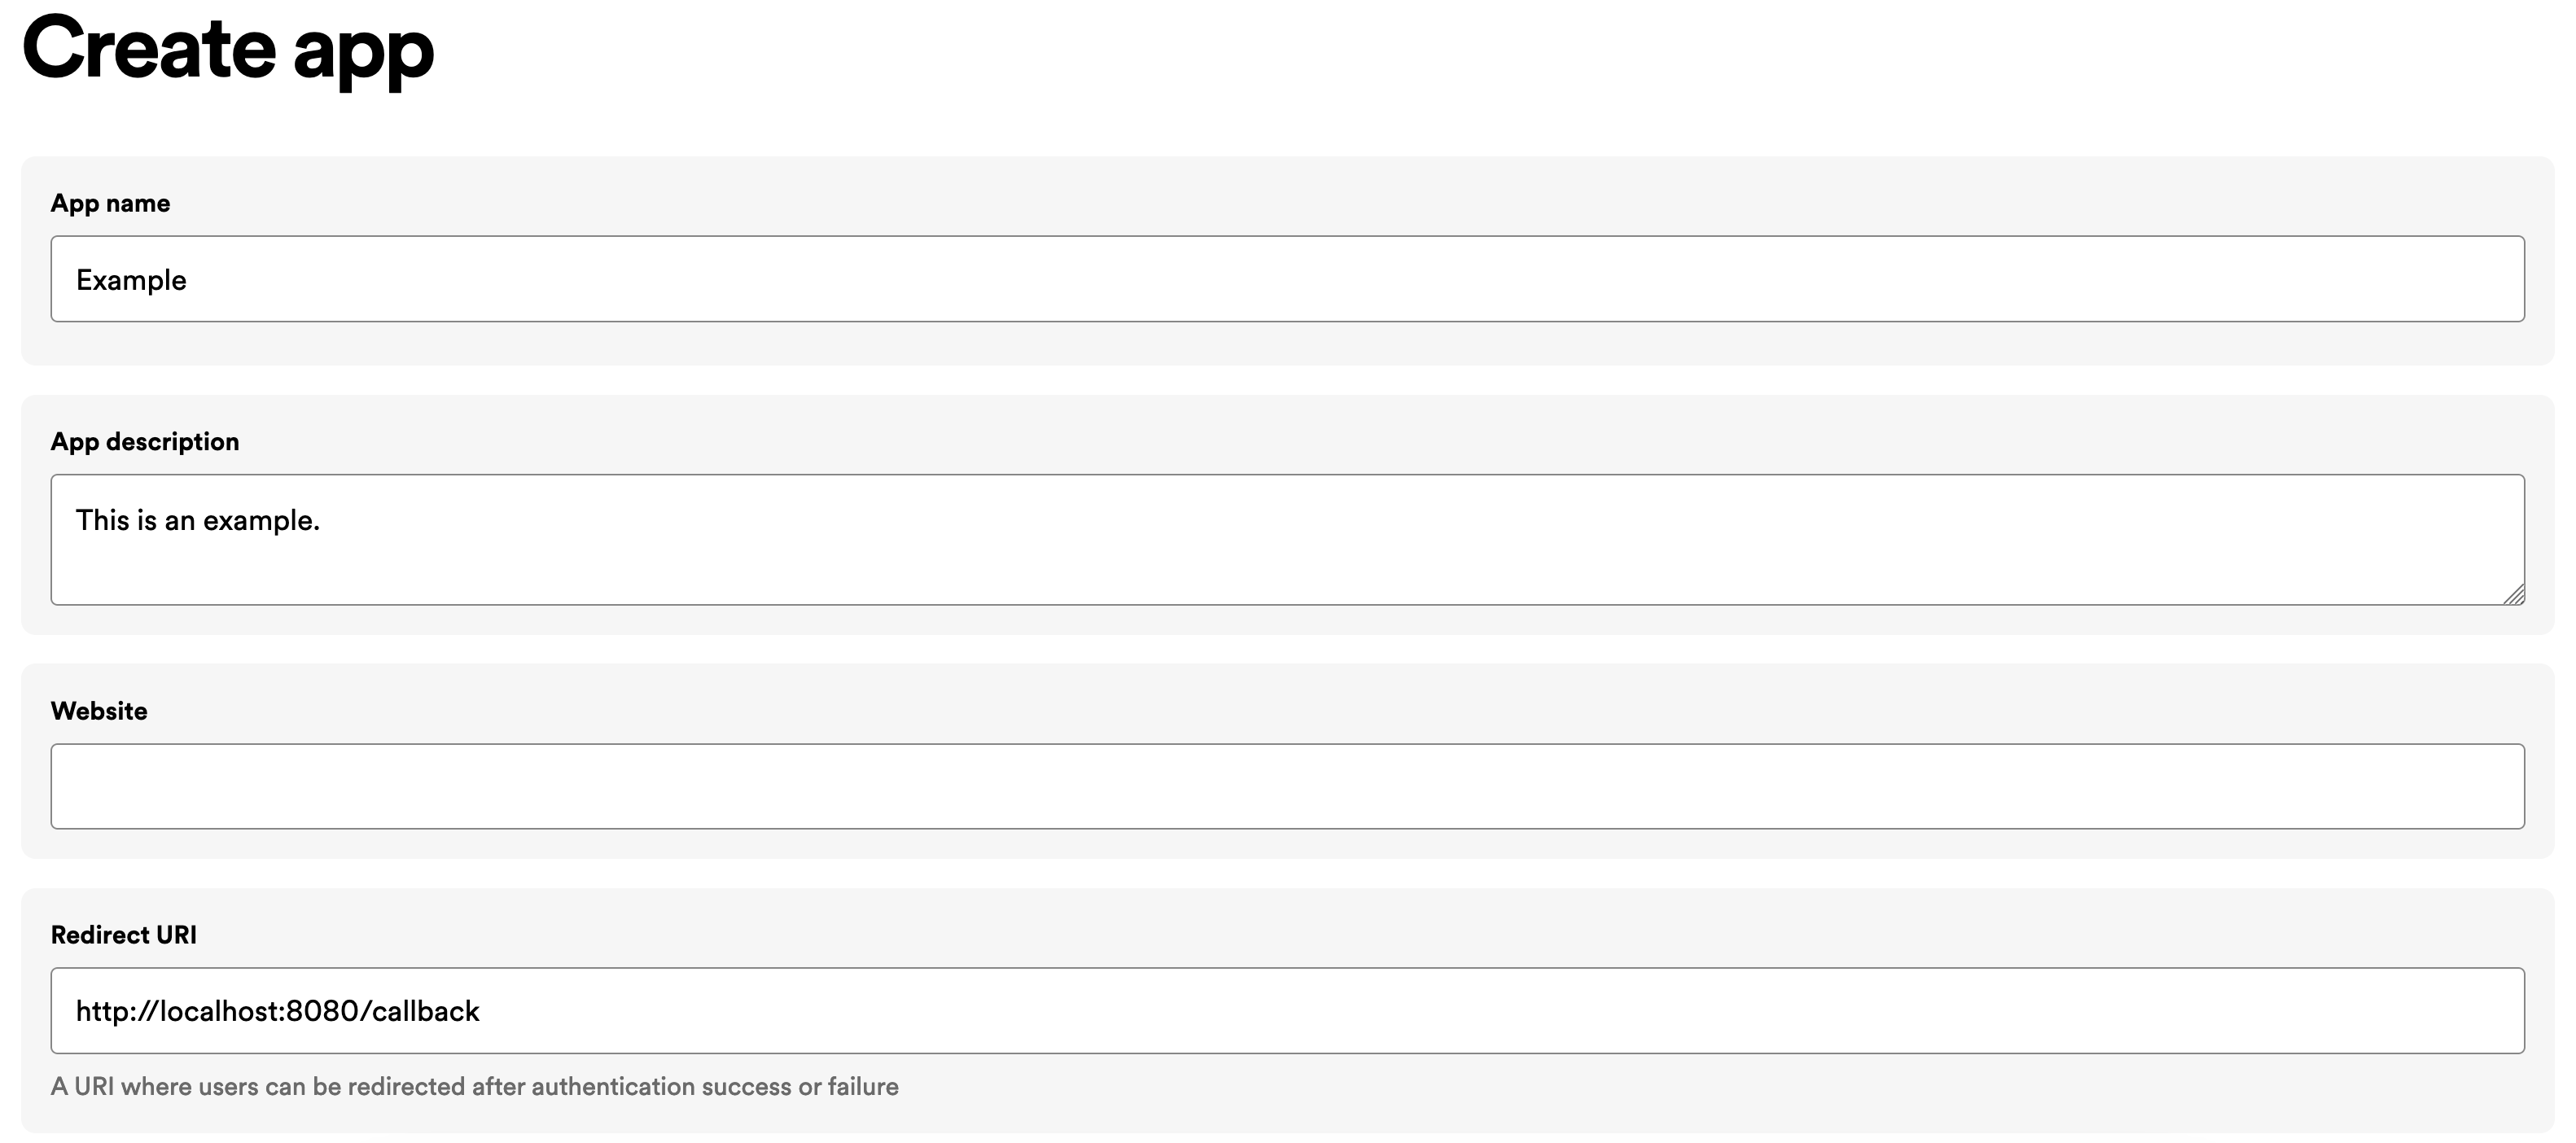 Create app
App name
Example
App description
This is an example.
Website
Redirect URI
http://localhost:8080/callback
A URI where users can be redirected after authentication success or failure